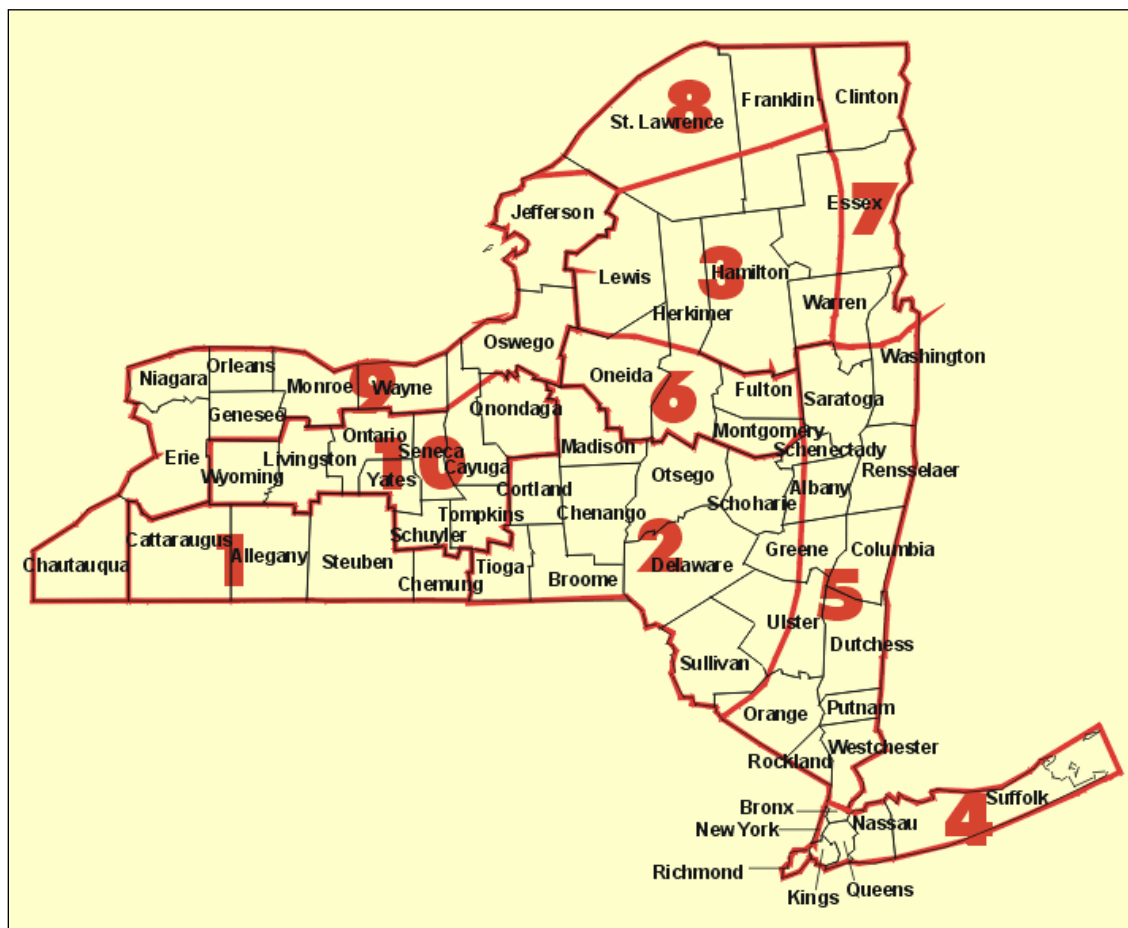 8
Franklin
Clinton
St. Lawrence
7
Essex
Jefferson
3
Hamilton
Lewis
Warren
Herkimer
Oswego
Washington
Orleans
Niagara
9
Monroe
Wayne
Oneida
6
Fulton
Saratoga
Genesee
Onondaga
Montgomery
Ontario
Madison
Schenectady
Erie
Livingston
Seneca
10
Wyoming
Cayuga
Yates
Otsego
Rensselaer
Albany
Cortland
Schoharie
Chenango
Tompkins
Schuyler
Cattaraugus
1
Allegany
2
Greene
Columbia
Chautauqua
Steuben
Tioga
Delaware
Chemung
Broome
5
Ulster
Dutchess
Sullivan
Orange
Putnam
Westchester
Rockland
Suffolk
Bronx
4
New York
Nassau
Richmond
Kings
Queens